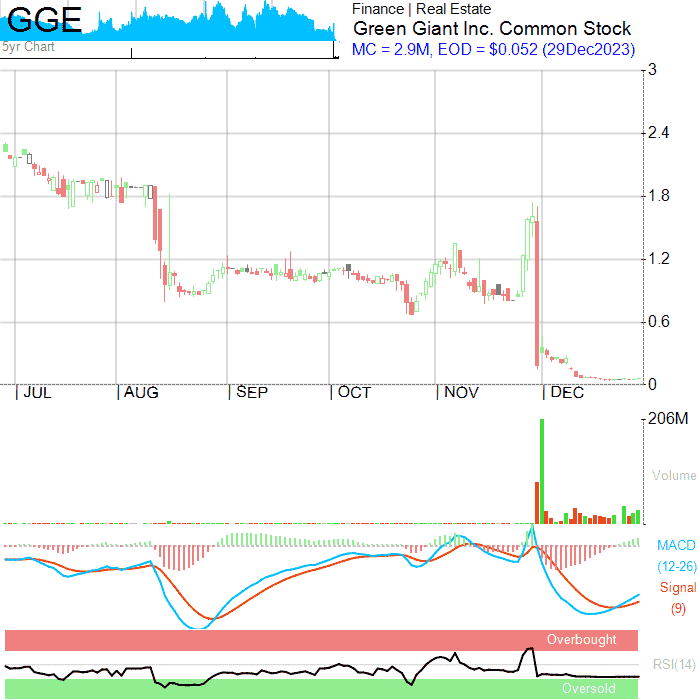 GGE
5yr Chart
Finance | Real Estate
Green Giant Inc. Common Stock
MC = 2.9M, EOD = $0.052 (29Dec2023)
3
2.4
1.8
1.2
0.6
0
JUL AUG SEP OCT NOV DEC
206M
Volume
MACD
(12-26)
Signal
(9)
Overbought
RSI(14)
Oversold